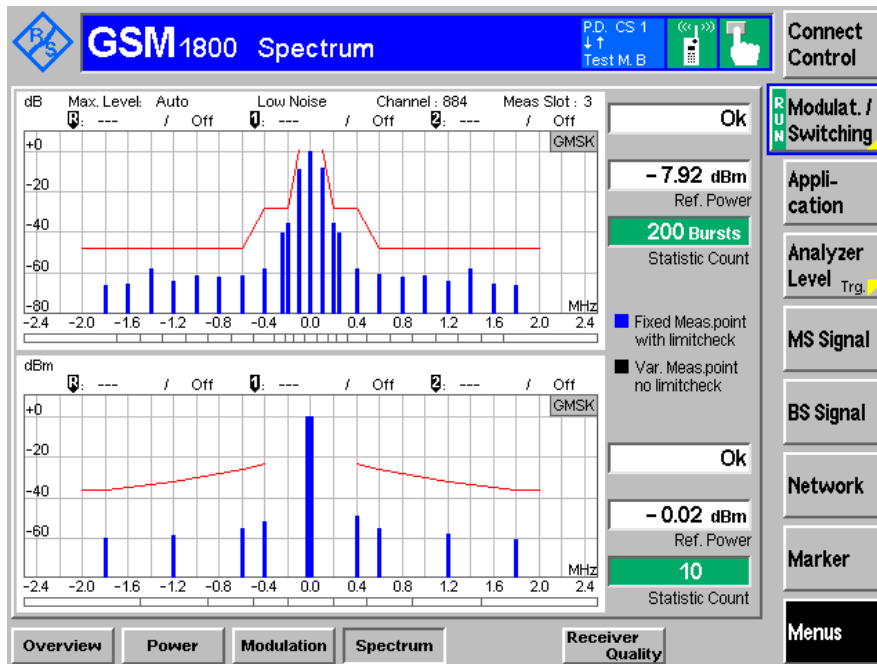 R&S
GSM1800 Spectrum
P.D. CS 1
Test M. B
Connect
Control
dB Max. Level: Auto Low Noise Channel : 884 Meas Slot : 3
R: --- / Off 1: --- / Off 2: --- / Off
GMSK
+0
-20
-40
-60
-80
MHz
-2.4 -2.0 -1.6 -1.2 -0.8 -0.4 0.0 0.4 0.8 1.2 1.6 2.0 2.4
Ok
- 7.92 dBm
Ref. Power
200 Bursts
Statistic Count
Fixed Meas.point
with limitcheck
Var. Meas.point
no limitcheck
dBm
R: --- / Off 1: --- / Off 2: --- / Off
GMSK
+0
-20
-40
-60
MHz
-2.4 -2.0 -1.6 -1.2 -0.8 -0.4 0.0 0.4 0.8 1.2 1.6 2.0 2.4
Ok
- 0.02 dBm
Ref. Power
10
Statistic Count
RUN
Modulat. /
Switching
Appli-
cation
Analyzer
Level Trg.
MS Signal
BS Signal
Network
Marker
Menus
Overview Power Modulation Spectrum Receiver
Quality